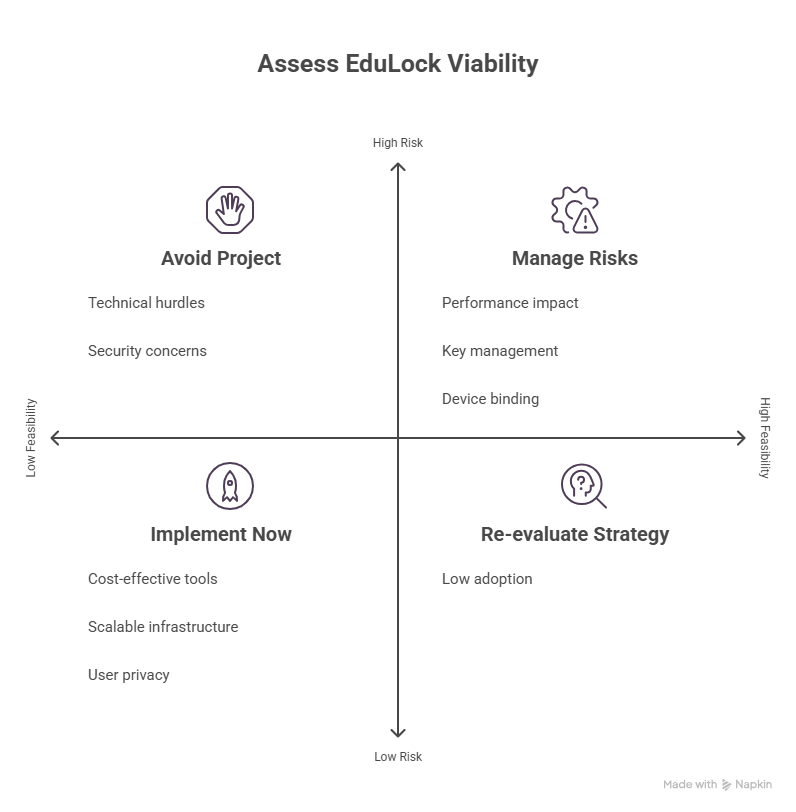 Assess EduLock Viability
High Risk
Avoid Project
Technical hurdles
Security concerns
Manage Risks
Performance impact
Key management
Device binding
Low Feasibility
High Feasibility
Implement Now
Cost-effective tools
Scalable infrastructure
User privacy
Re-evaluate Strategy
Low adoption
Low Risk
Made with Napkin